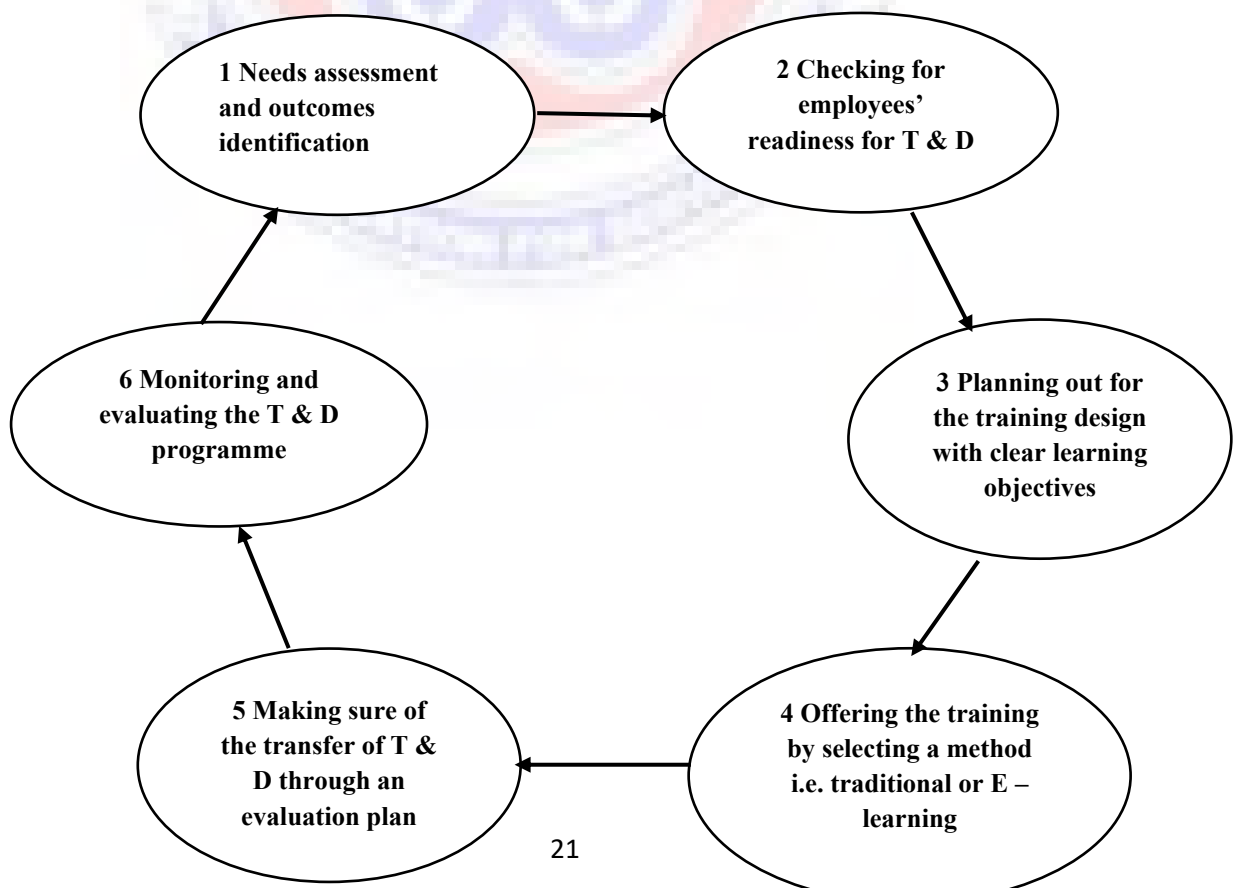 1 Needs assessment
and outcomes
identification
2 Checking for
employees’
readiness for T & D
3 Planning out for
the training design
with clear learning
objectives
4 Offering the training
by selecting a method
i.e. traditional or E –
learning
5 Making sure of
the transfer of T &
D through an
evaluation plan
6 Monitoring and
evaluating the T & D
programme
21